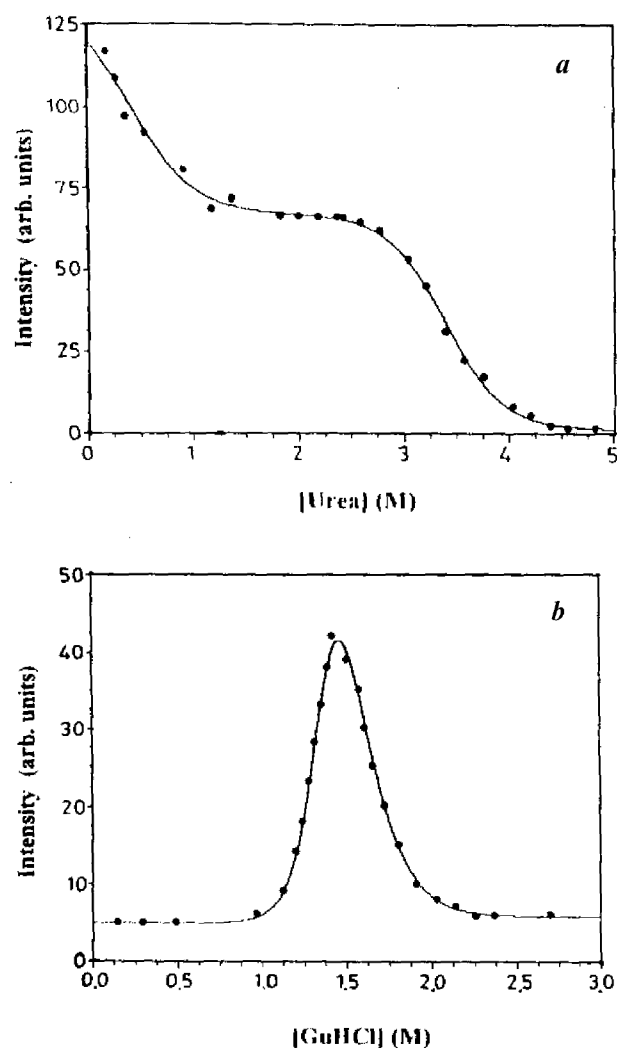 125
100
75
50
25
0
Intensity (arb. units)
a
0 1 2 3 4 5
[Urea] (M)
50
40
30
20
10
0
Intensity (arb. units)
b
0,0 0,5 1,0 1,5 2,0 2,5 3,0
[GuHCl] (M)